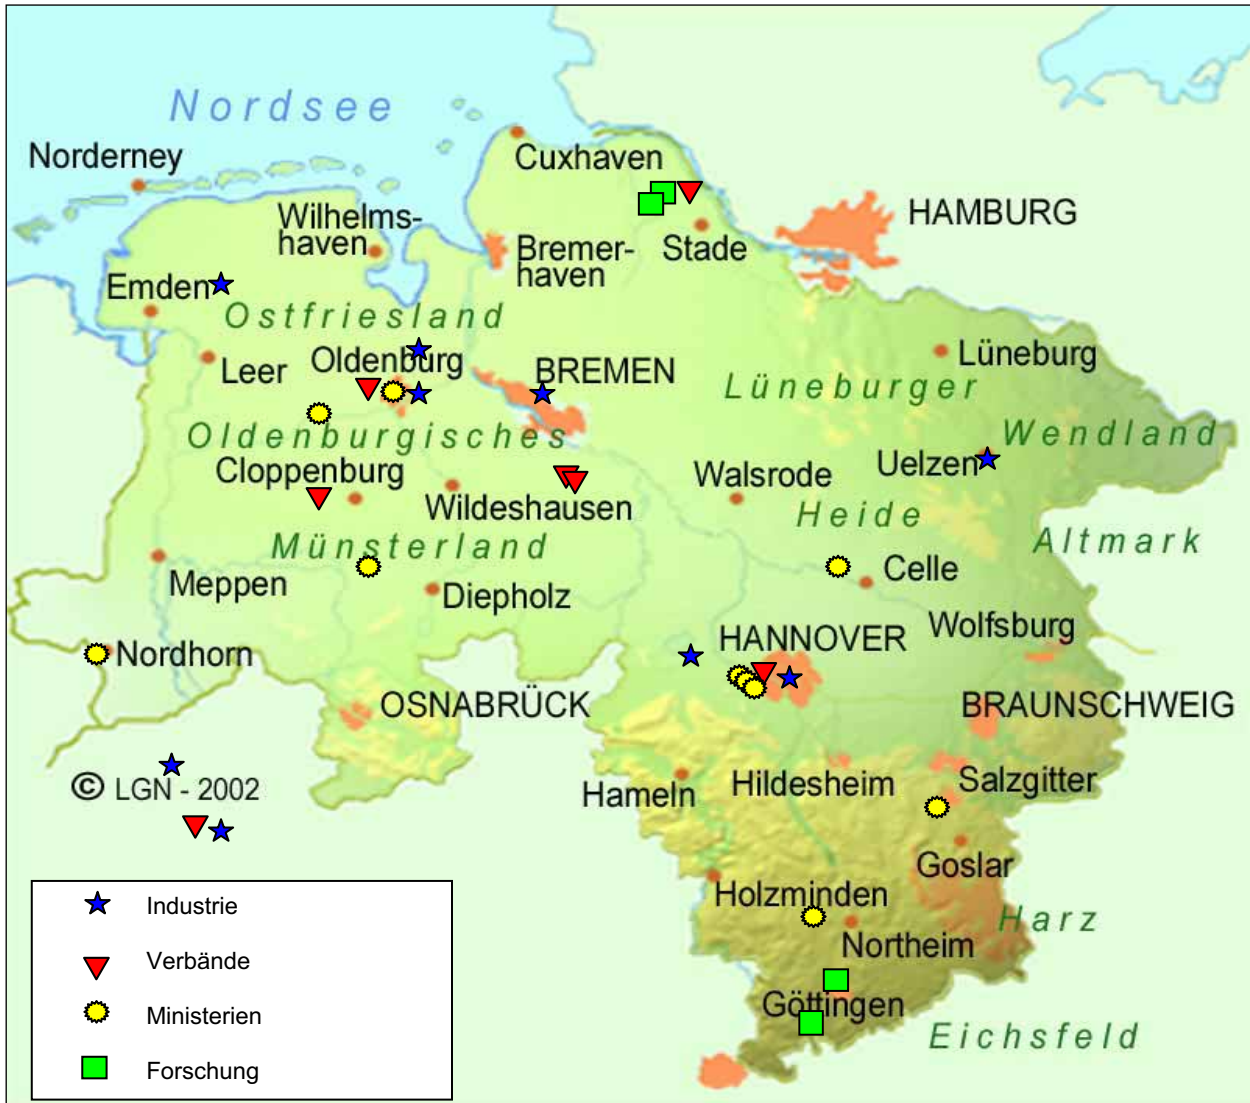 Nordsee
Norderney
Cuxhaven
HAMBURG
Wilhelms-
haven
Bremer-
haven
Stade
Emden
Ostfriesland
Leer
Oldenburg
BREMEN
Lüneburg
Lüneburger
Oldenburgisches
Wendland
Cloppenburg
Uelzen
Walsrode
Wildeshausen
Heide
Altmark
Münsterland
Meppen
Diepholz
Celle
Wolfsburg
HANNOVER
Nordhorn
OSNABRÜCK
BRAUNSCHWEIG
© LGN - 2002
Hameln
Hildesheim
Salzgitter
Goslar
Holzminden
Harz
Northeim
Göttingen
Eichsfeld
Industrie
Verbände
Ministerien
Forschung